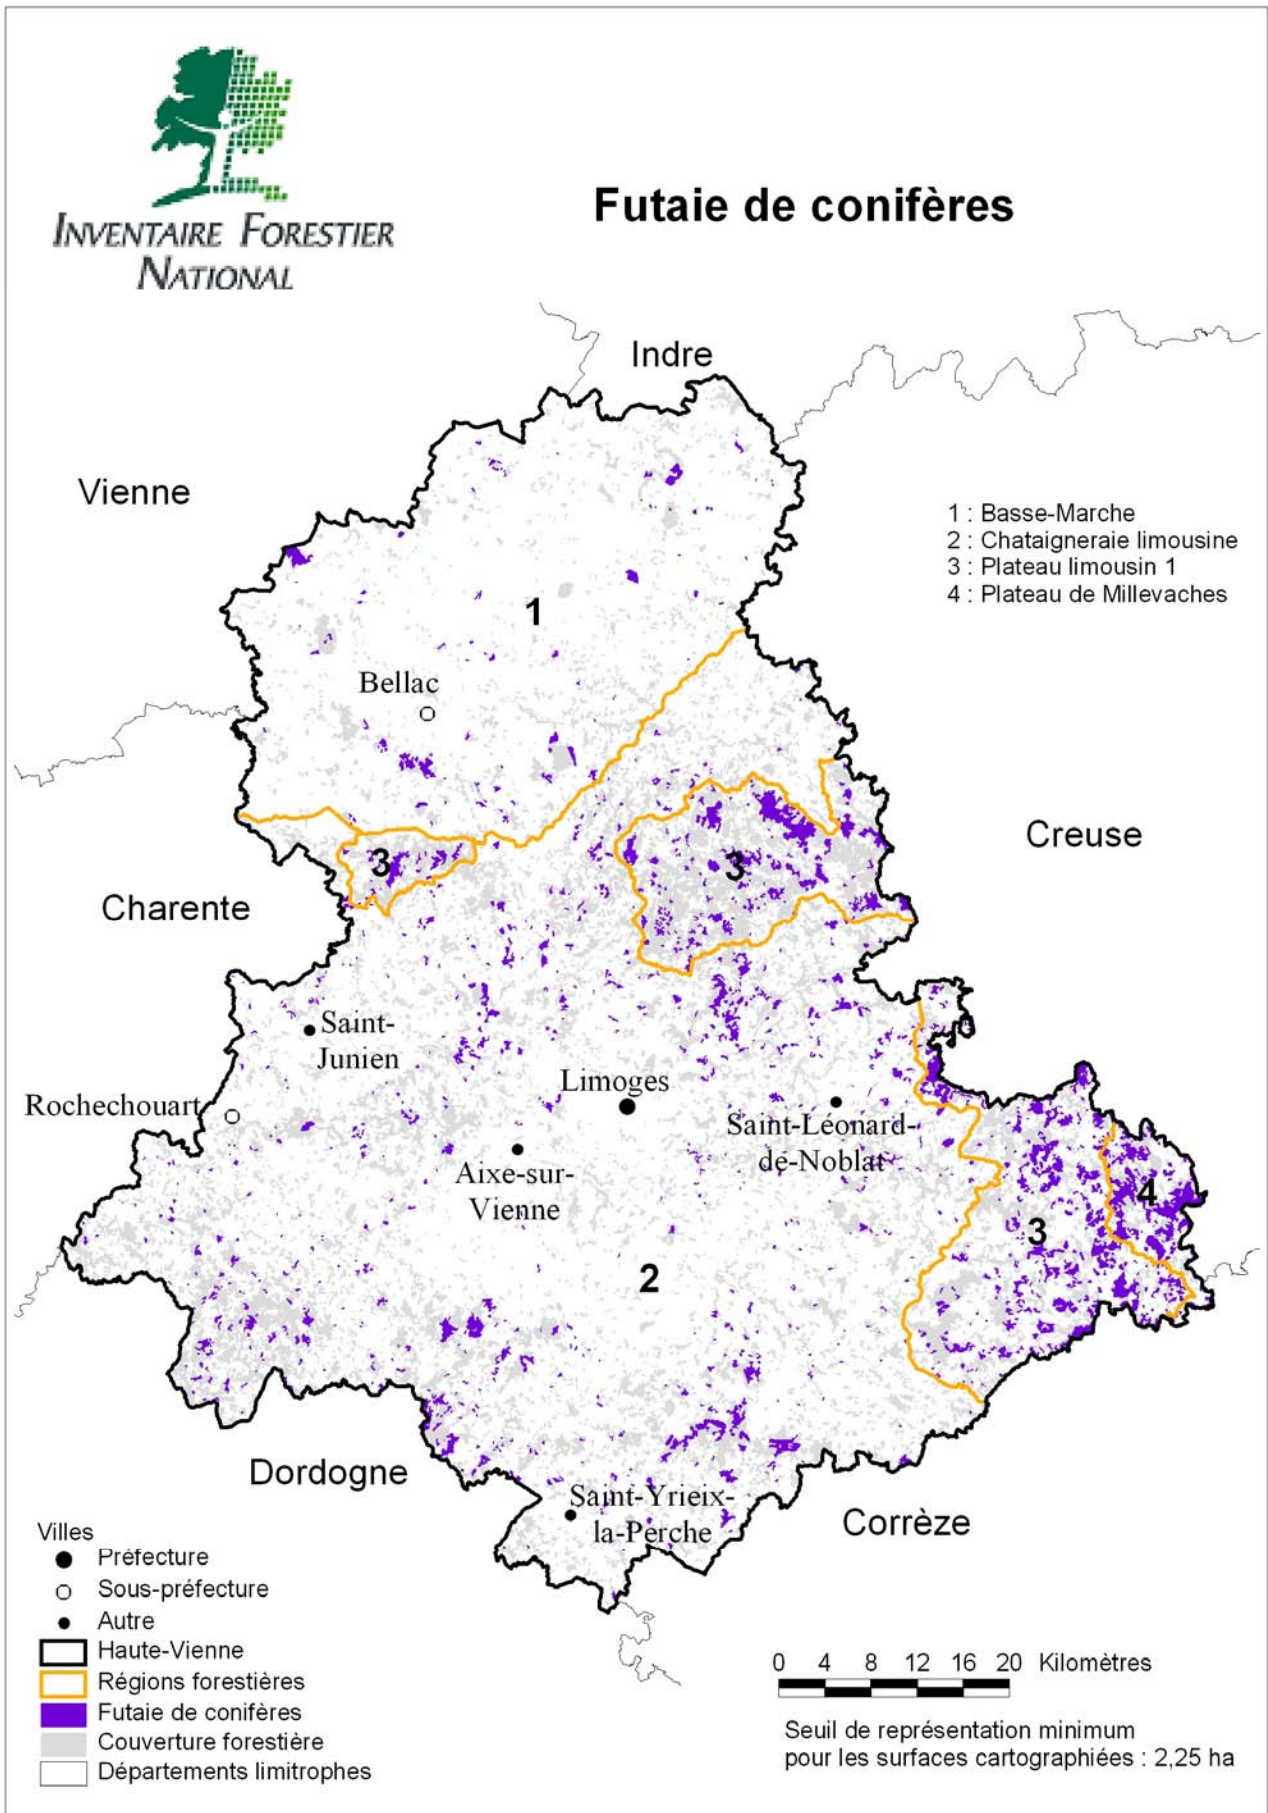 INVENTAIRE FORESTIER
NATIONAL
Futaie de conifères
Indre
Vienne
1 : Basse-Marche
2 : Chataigneraie limousine
3 : Plateau limousin 1
4 : Plateau de Millevaches
1
Bellac
Creuse
3
3
Charente
Saint-
Junien
Limoges
Rochechouart
Saint-Léonard-
de-Noblat
Aixe-sur-
Vienne
4
3
2
Dordogne
Saint-Yrieix-
la-Perche
Corrèze
Villes
Préfecture
Sous-préfecture
Autre
Haute-Vienne
Régions forestières
Futaie de conifères
Couverture forestière
Départements limitrophes
0 4 8 12 16 20 Kilomètres
Seuil de représentation minimum
pour les surfaces cartographiées : 2,25 ha